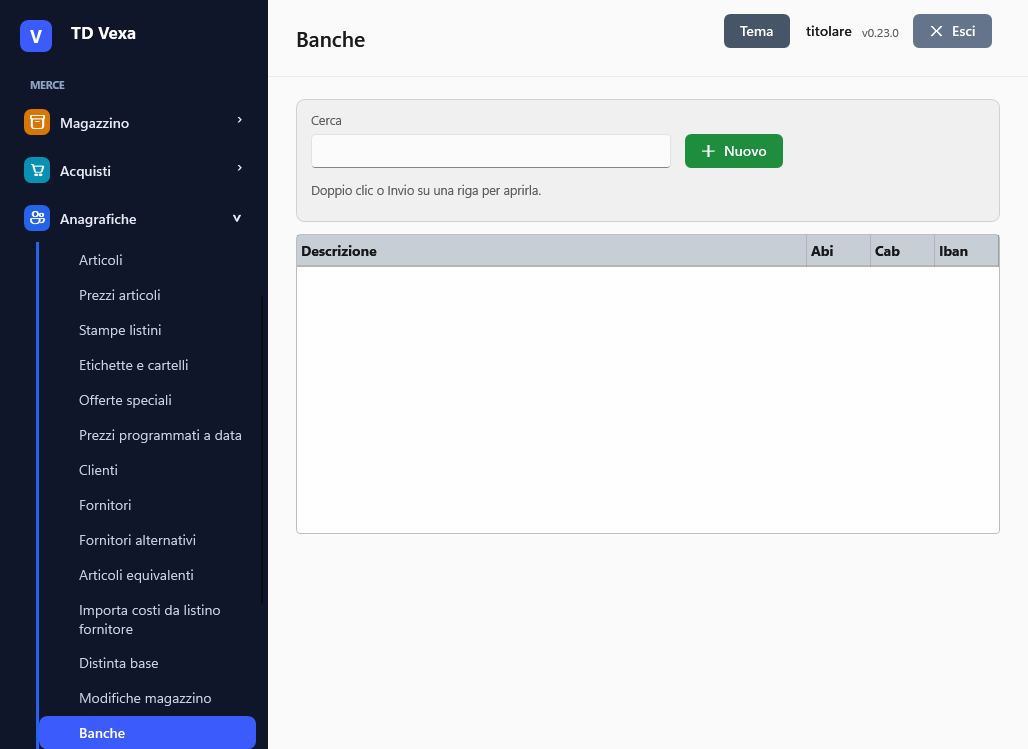 V
TD Vexa
MERCE
Magazzino
Acquisti
Anagrafiche
Articoli
Prezzi articoli
Stampe listini
Etichette e cartelli
Offerte speciali
Prezzi programmati a data
Clienti
Fornitori
Fornitori alternativi
Articoli equivalenti
Importa costi da listino
fornitore
Distinta base
Modifiche magazzino
Banche
Banche
Tema
titolare
v0.23.0
Esci
Cerca
Nuovo
Doppio clic o Invio su una riga per aprirla.
Descrizione Abi Cab Iban